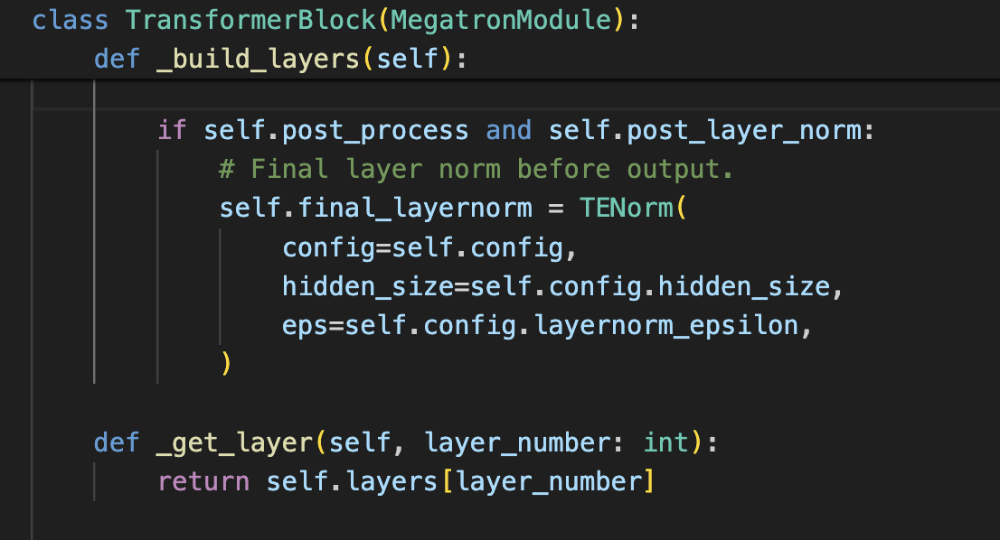 class TransformerBlock(MegatronModule):
    def _build_layers(self):
        if self.post_process and self.post_layer_norm:
            # Final layer norm before output.
            self.final_layernorm = TENorm(
                config=self.config,
                hidden_size=self.config.hidden_size,
                eps=self.config.layernorm_epsilon,
            )
    def _get_layer(self, layer_number: int):
        return self.layers[layer_number]